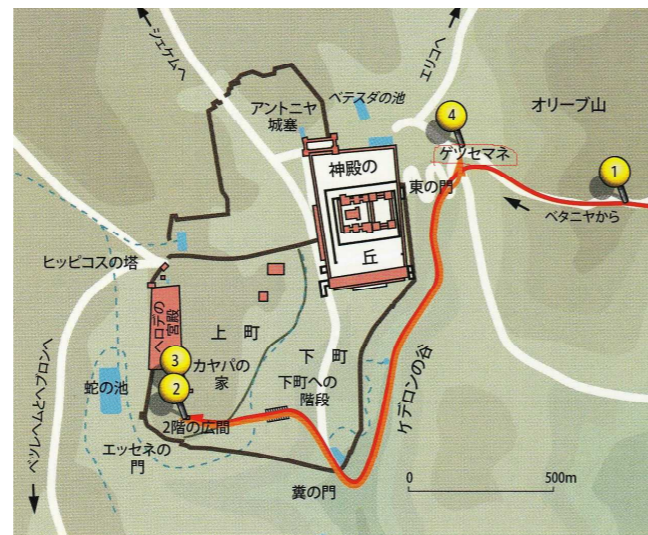 シェケムへ
エリコへ
ベテスダの池
アントニヤ
城塞
オリーブ山
4
ゲツセマネ
1
神殿の
丘
東の門
ベタニヤから
ヒッピコスの塔
ヘロデの
宮殿
上町
下町
3
カヤパの
家
2
下町への
階段
蛇の池
2階の広間
エッセネの
門
ケデロンの谷
ベツレヘムとヘブロンへ
糞の門
0
500m